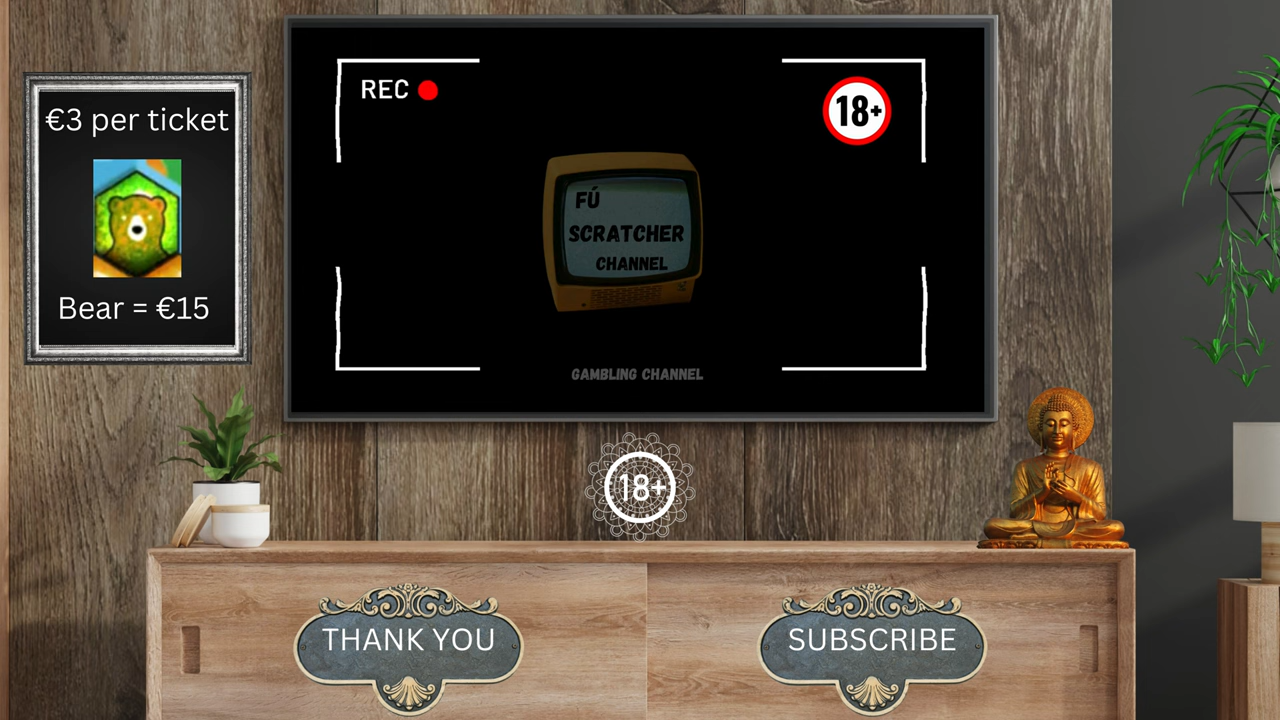 €3 per ticket
Bear = €15
REC
18+
FÚ
SCRATCHER
CHANNEL
GAMBLING CHANNEL
18+
THANK YOU
SUBSCRIBE